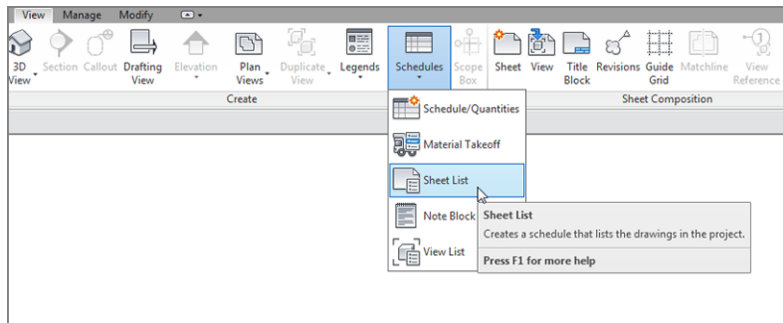 View Manage Modify
3D View
Section
Callout
Drafting View
Elevation
Plan Views
Duplicate View
Legends
Schedules
Scope Box
Sheet
View
Title Block
Revisions
Guide Grid
Matchline
View Reference
Create
Sheet Composition
Schedule/Quantities
Material Takeoff
Sheet List
Note Block
View List
Sheet List
Creates a schedule that lists the drawings in the project.
Press F1 for more help